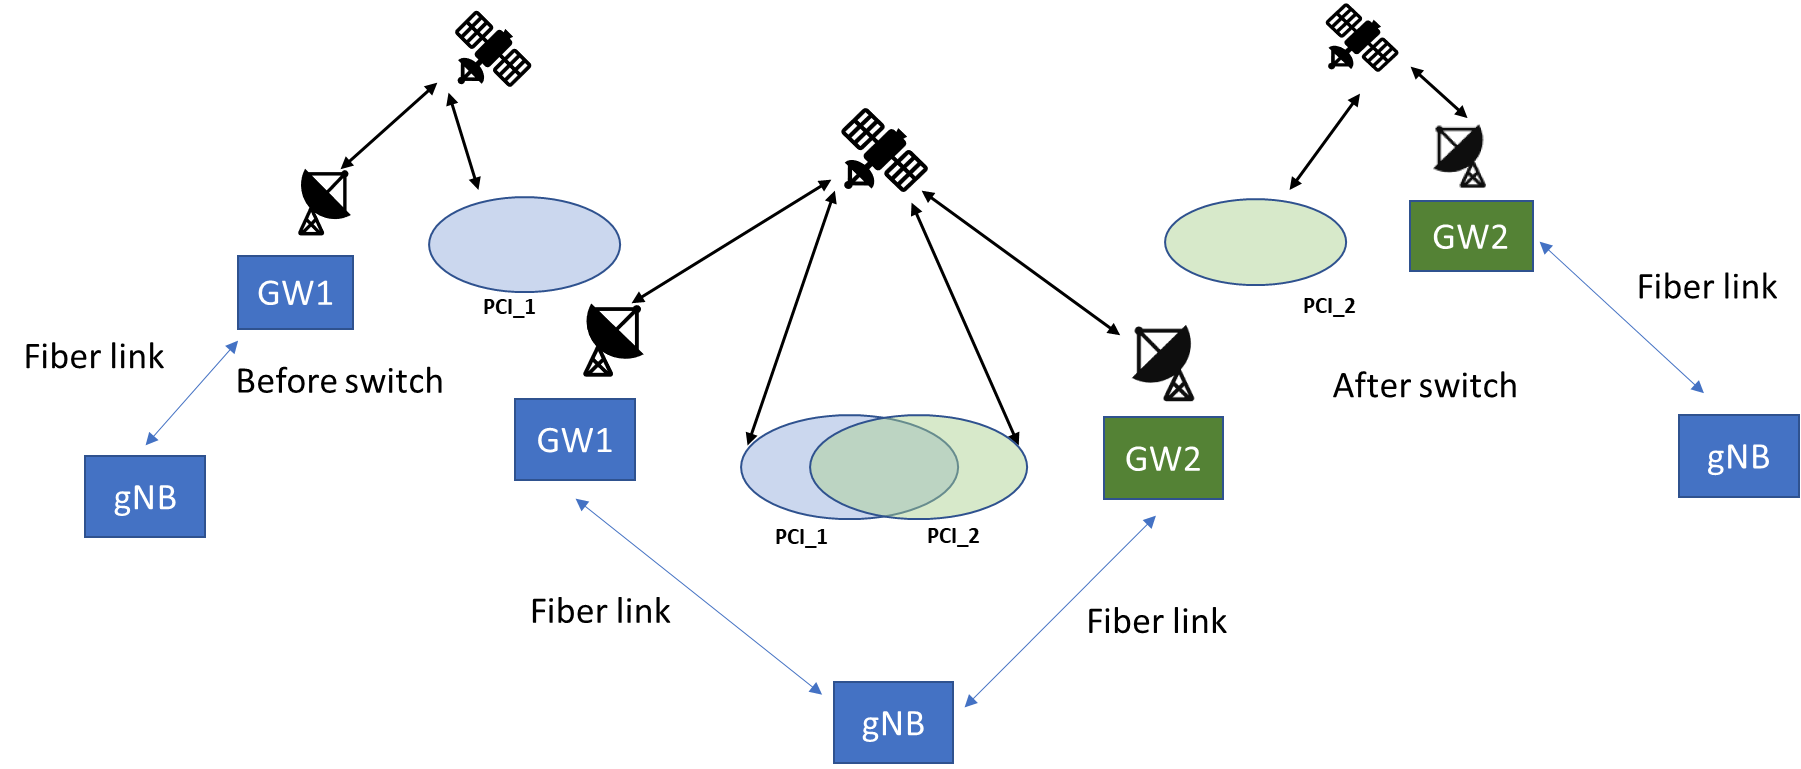 GW1
PCI_1
Fiber link
Before switch
gNB
GW1
PCI_1
PCI_2
GW2
Fiber link
Fiber link
gNB
PCI_2
GW2
Fiber link
After switch
gNB